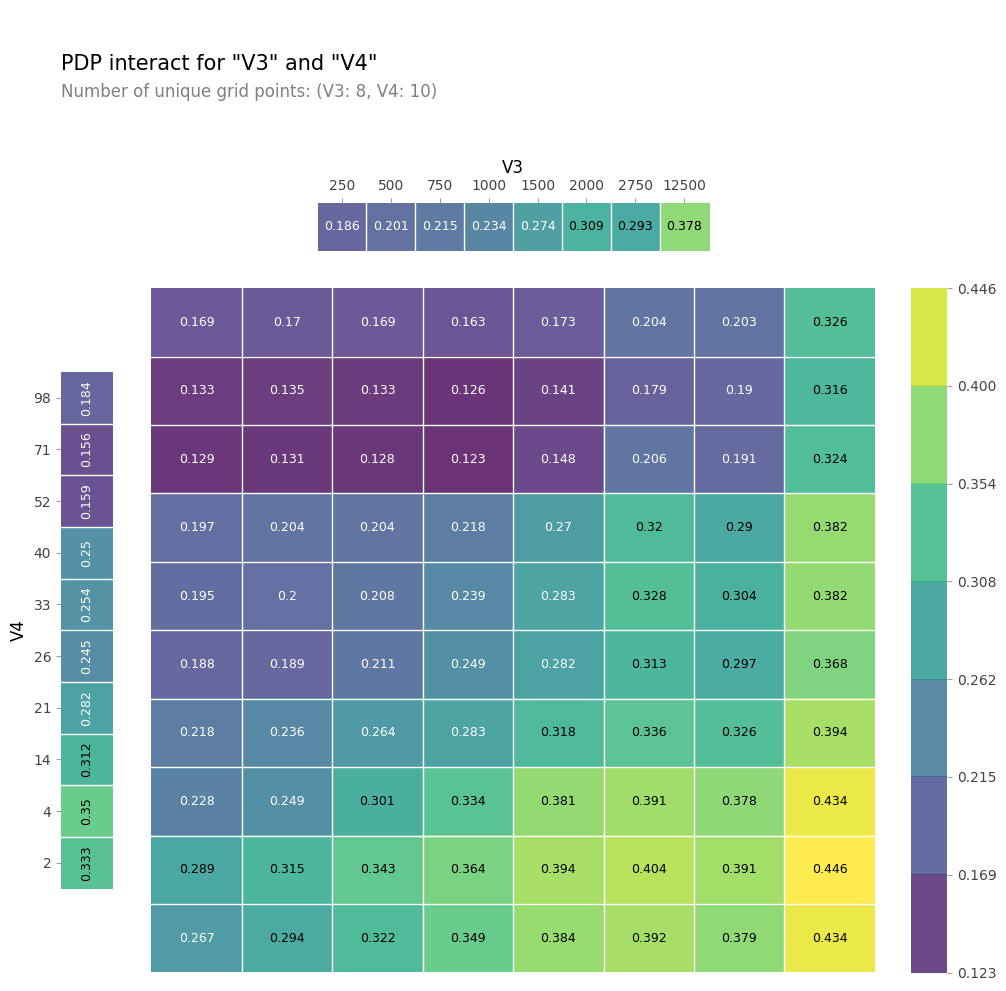 PDP interact for "V3" and "V4"
Number of unique grid points: (V3: 8, V4: 10)
V3
250 500 750 1000 1500 2000 2750 12500
0.186 0.201 0.215 0.234 0.274 0.309 0.293 0.378
V4
98 71 52 40 33 26 21 14 4 2
0.184 0.156 0.159 0.25 0.254 0.245 0.282 0.312 0.35 0.333
0.169 0.17 0.169 0.163 0.173 0.204 0.203 0.326
0.133 0.135 0.133 0.126 0.141 0.179 0.19 0.316
0.129 0.131 0.128 0.123 0.148 0.206 0.191 0.324
0.197 0.204 0.204 0.218 0.27 0.32 0.29 0.382
0.195 0.2 0.208 0.239 0.283 0.328 0.304 0.382
0.188 0.189 0.211 0.249 0.282 0.313 0.297 0.368
0.218 0.236 0.264 0.283 0.318 0.336 0.326 0.394
0.228 0.249 0.301 0.334 0.381 0.391 0.378 0.434
0.289 0.315 0.343 0.364 0.394 0.404 0.391 0.446
0.267 0.294 0.322 0.349 0.384 0.392 0.379 0.434
0.446
0.400
0.354
0.308
0.262
0.215
0.169
0.123